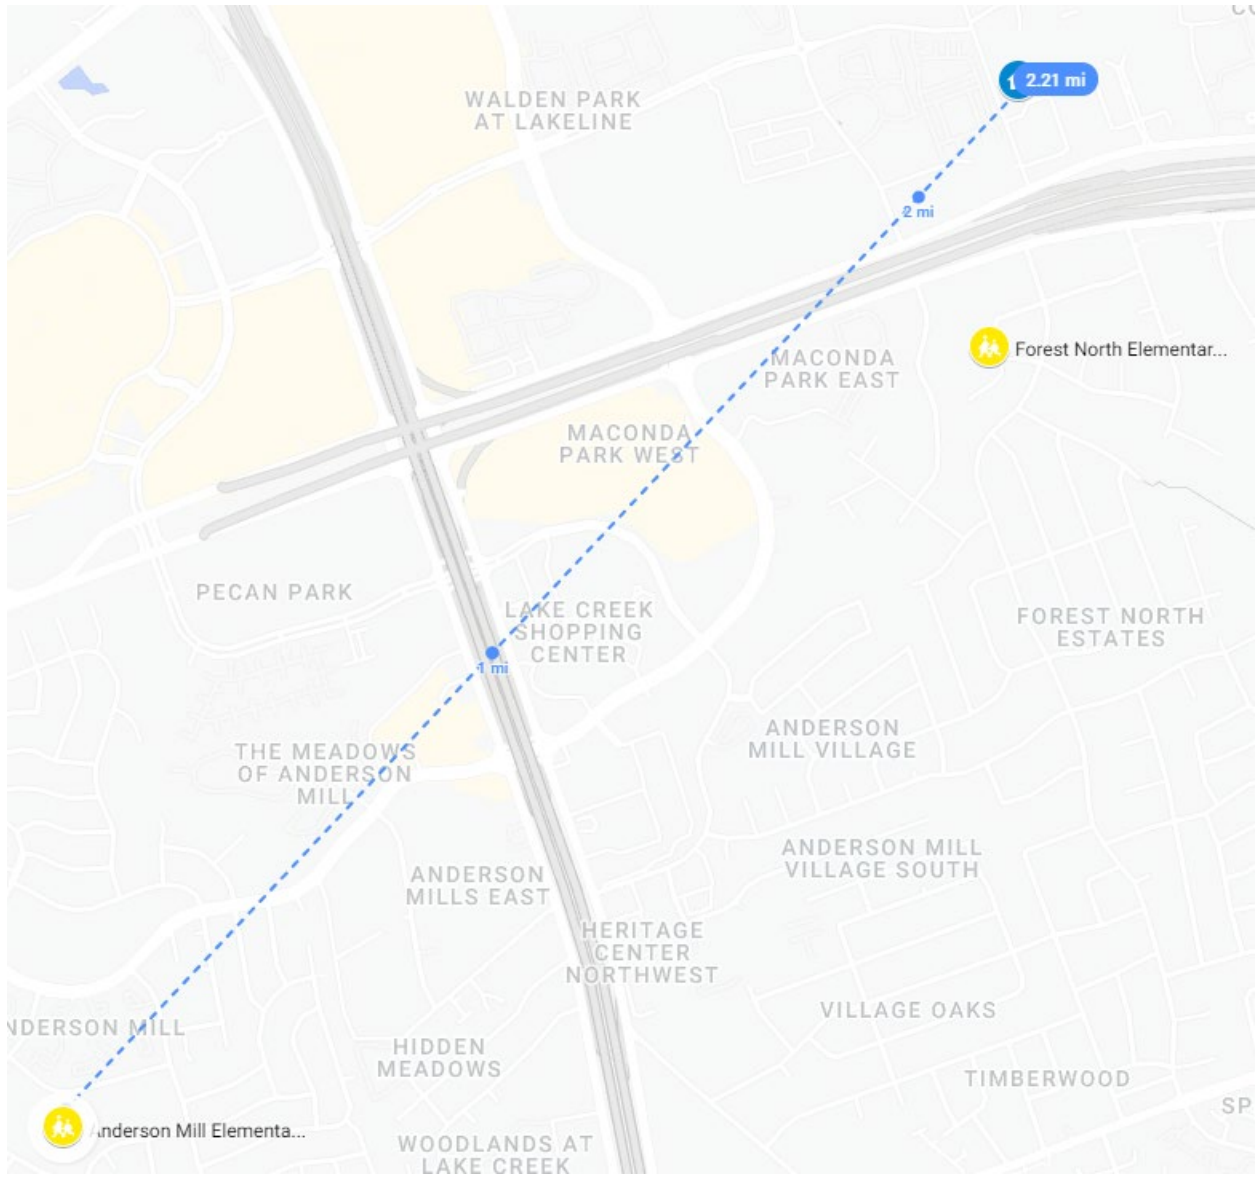 WALDEN PARK
AT LAKELINE
2.21 mi
2 mi
Forest North Elementar...
MACONDA
PARK EAST
MACONDA
PARK WEST
PECAN PARK
LAKE CREEK
SHOPPING
CENTER
FOREST NORTH
ESTATES
1 mi
ANDERSON
MILL VILLAGE
THE MEADOWS
OF ANDERSON
MILL
ANDERSON MILL
VILLAGE SOUTH
ANDERSON
MILLS EAST
HERITAGE
CENTER
NORTHWEST
VILLAGE OAKS
NDERSON MILL
HIDDEN
MEADOWS
TIMBERWOOD
SP
Anderson Mill Elementa...
WOODLANDS AT
LAKE CREEK